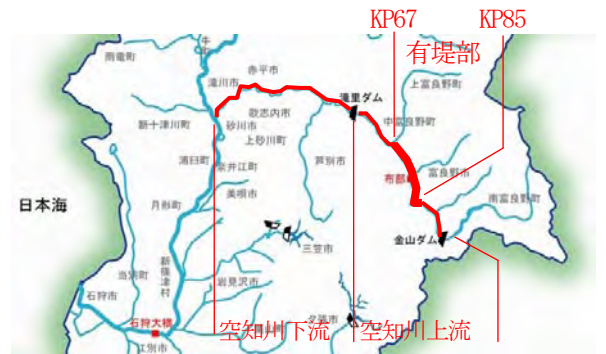 KP67
KP85
有堤部
雨竜町
滝川市
赤平市
滝里ダム
上富良野町
新十津川町
砂川市
歌志内市
上砂川町
中富良野町
浦臼町
奈井江町
芦別市
布部
富良野市
美唄市
南富良野町
日本海
月形町
三笠市
金山ダム
新篠津村
当別町
岩見沢市
石狩市
石狩大橋
江別市
夕張市
空知川下流
空知川上流